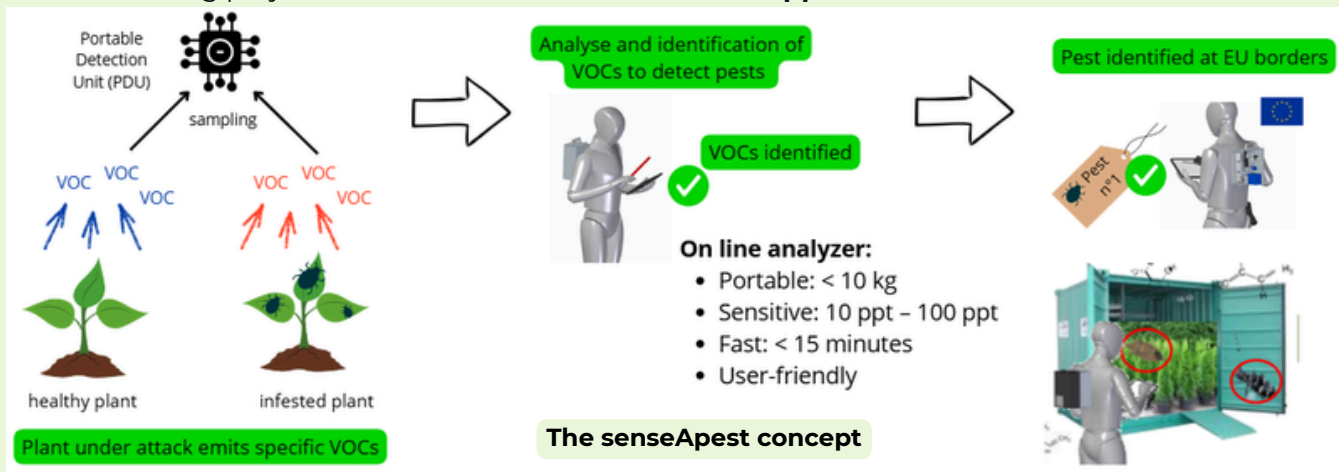 Portable
Detection
Unit (PDU)
sampling
VOC VOC VOC
VOC VOC VOC
healthy plant
infested plant
Plant under attack emits specific VOCs
Analyse and identification of
VOCs to detect pests
VOCs identified
On line analyzer:
• Portable: < 10 kg
• Sensitive: 10 ppt – 100 ppt
• Fast: < 15 minutes
• User-friendly
The senseApest concept
Pest identified at EU borders
Pest
n°1